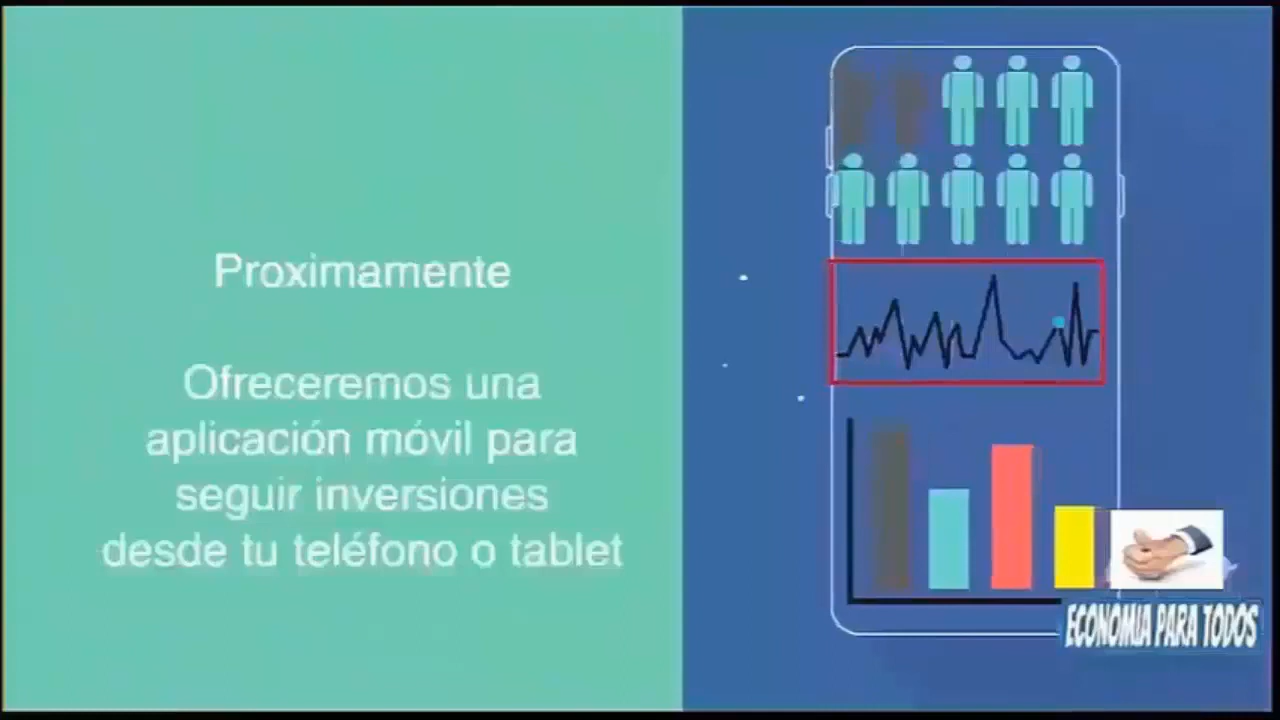 Proximamente
Ofreceremos una
aplicación móvil para
seguir inversiones
desde tu teléfono o tablet
ECONOMIA PARA TODOS